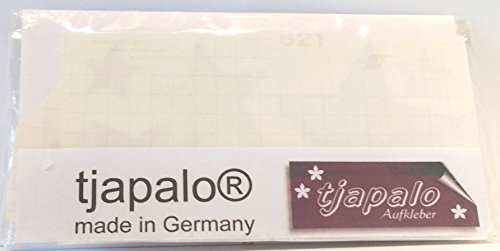 621
tjapalo®
made in Germany
tjapalo
Aufkleber